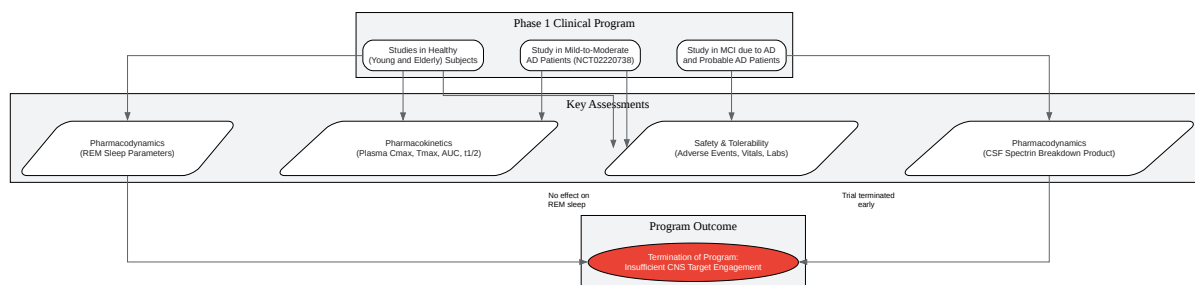 Phase 1 Clinical Program
Studies in Healthy
(Young and Elderly) Subjects
Study in Mild-to-Moderate
AD Patients (NCT02220738)
Study in MCI due to AD
and Probable AD Patients
Key Assessments
Pharmacodynamics
(REM Sleep Parameters)
Pharmacokinetics
(Plasma Cmax, Tmax, AUC, t1/2)
Safety & Tolerability
(Adverse Events, Vitals, Labs)
Pharmacodynamics
(CSF Spectrin Breakdown Product)
No effect on
REM sleep
Trial terminated
early
Program Outcome
Termination of Program:
Insufficient CNS Target Engagement